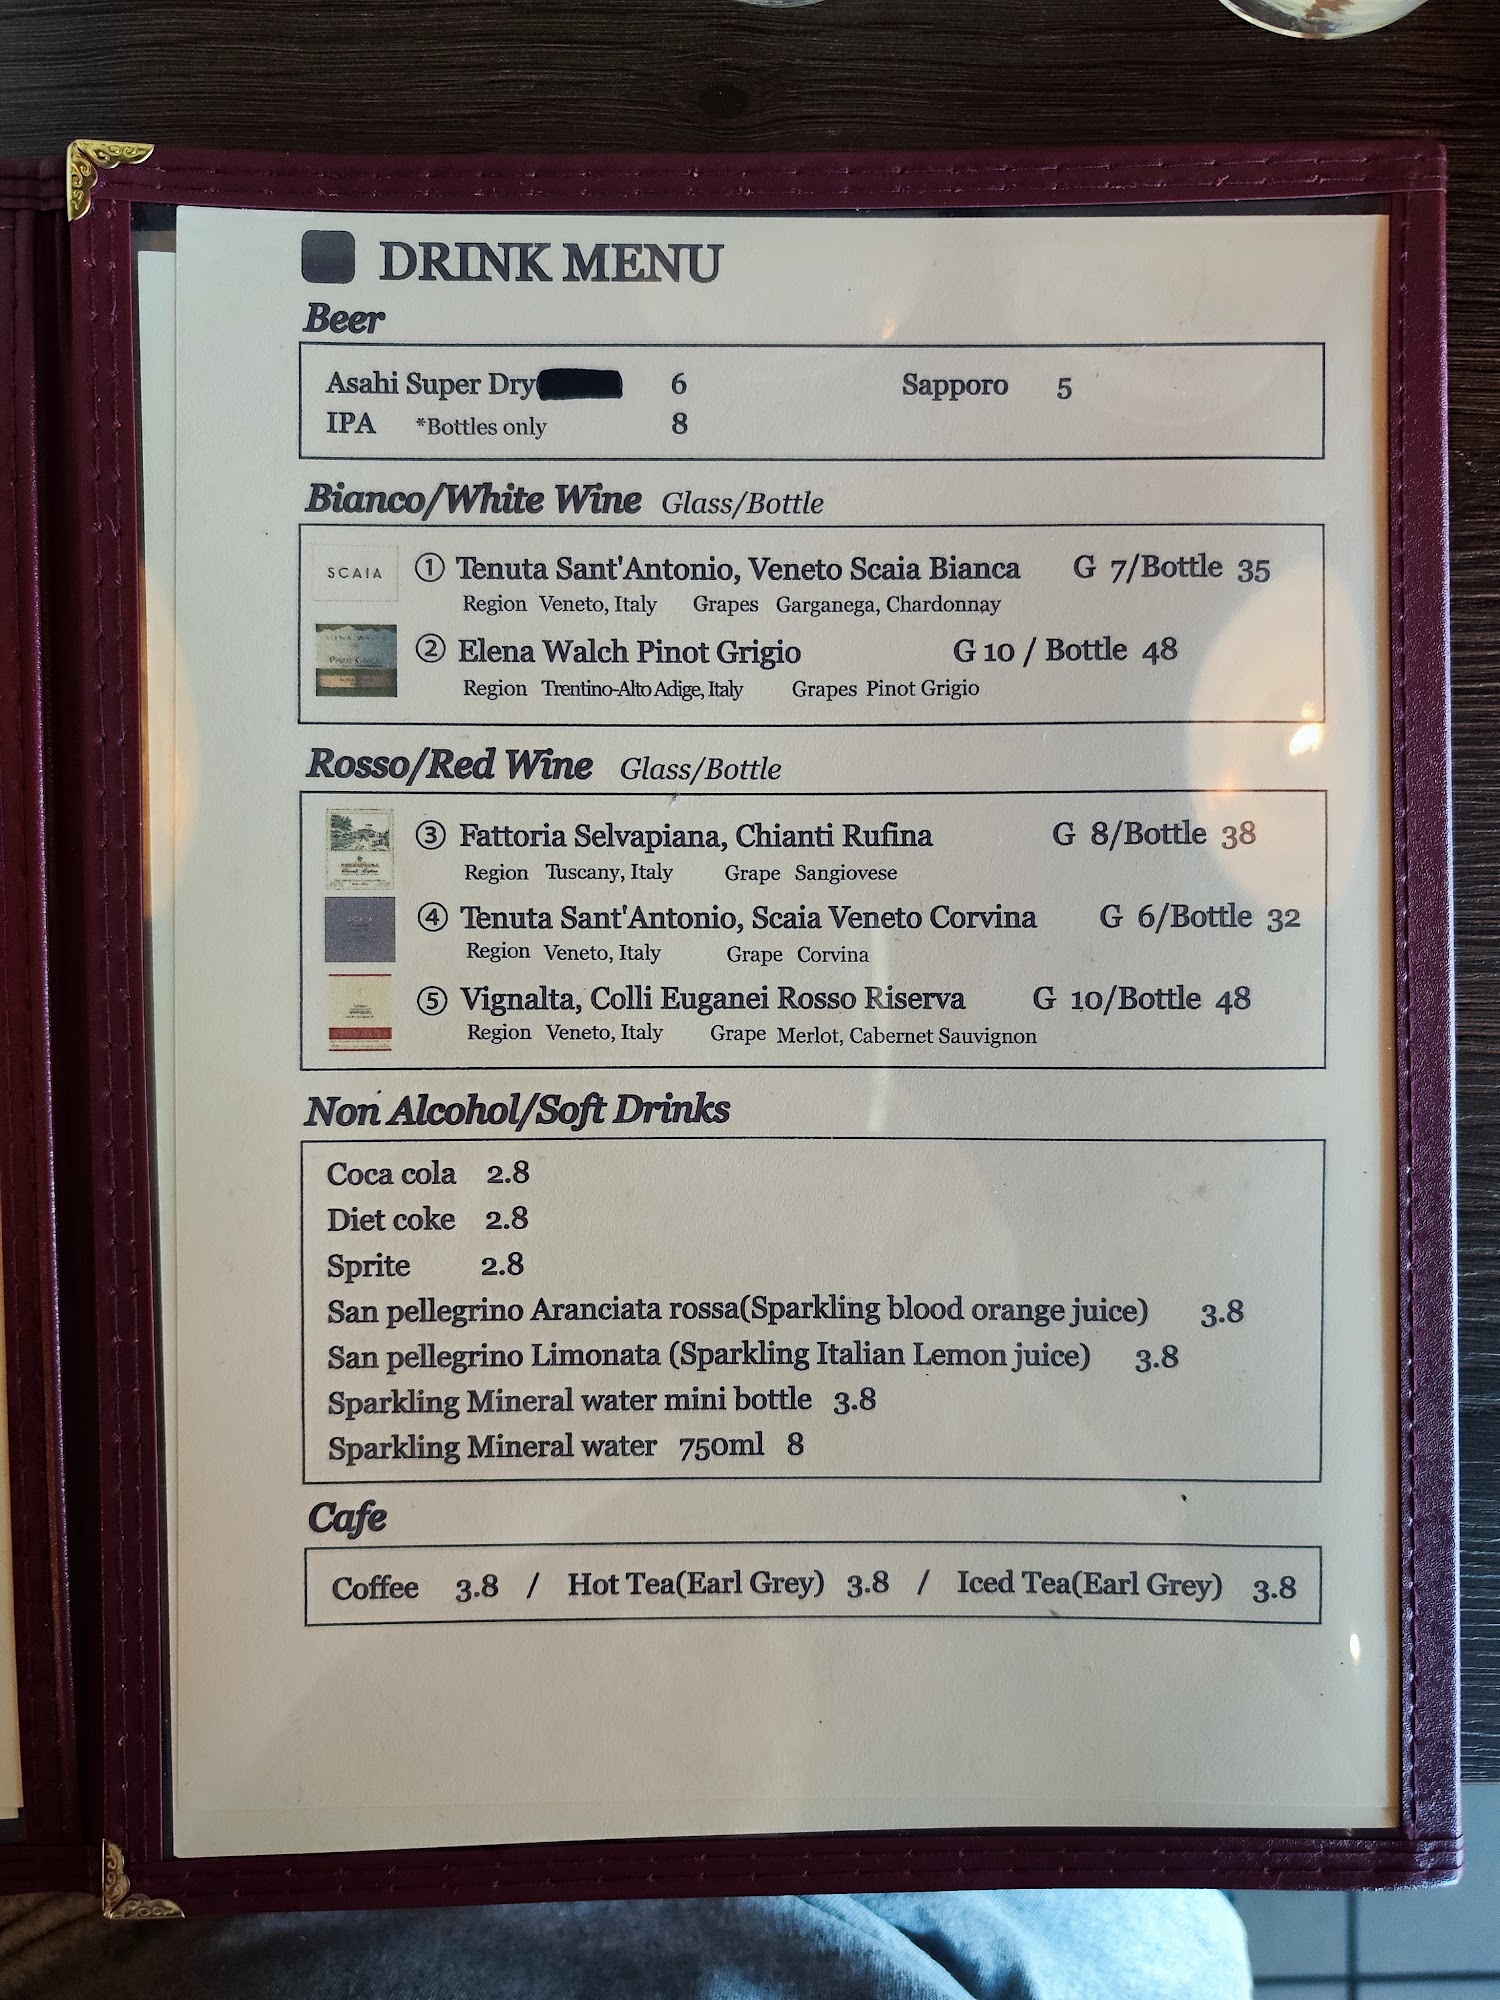 DRINK MENU
Beer
Asahi Super Dry 6 Sapporo 5
IPA *Bottles only 8
Bianco/White Wine Glass/Bottle
SCAIA ① Tenuta Sant'Antonio, Veneto Scaia Bianca G 7/Bottle 35
Region Veneto, Italy Grapes Garganega, Chardonnay
② Elena Walch Pinot Grigio G 10 / Bottle 48
Region Trentino-Alto Adige, Italy Grapes Pinot Grigio
Rosso/Red Wine Glass/Bottle
③ Fattoria Selvapiana, Chianti Rufina G 8/Bottle 38
Region Tuscany, Italy Grape Sangiovese
④ Tenuta Sant'Antonio, Scaia Veneto Corvina G 6/Bottle 32
Region Veneto, Italy Grape Corvina
⑤ Vignalta, Colli Euganei Rosso Riserva G 10/Bottle 48
Region Veneto, Italy Grape Merlot, Cabernet Sauvignon
Non Alcohol/Soft Drinks
Coca cola 2.8
Diet coke 2.8
Sprite 2.8
San pellegrino Aranciata rossa(Sparkling blood orange juice) 3.8
San pellegrino Limonata (Sparkling Italian Lemon juice) 3.8
Sparkling Mineral water mini bottle 3.8
Sparkling Mineral water 750ml 8
Cafe
Coffee 3.8 / Hot Tea(Earl Grey) 3.8 / Iced Tea(Earl Grey) 3.8